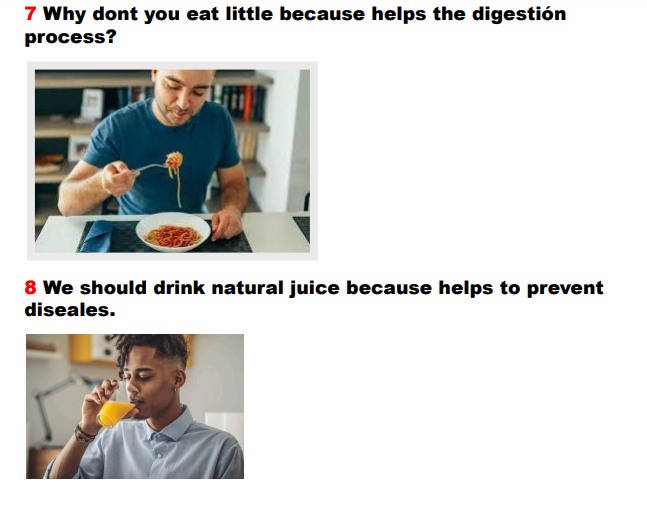 7 Why dont you eat little because helps the digestión
process?
8 We should drink natural juice because helps to prevent
diseales.